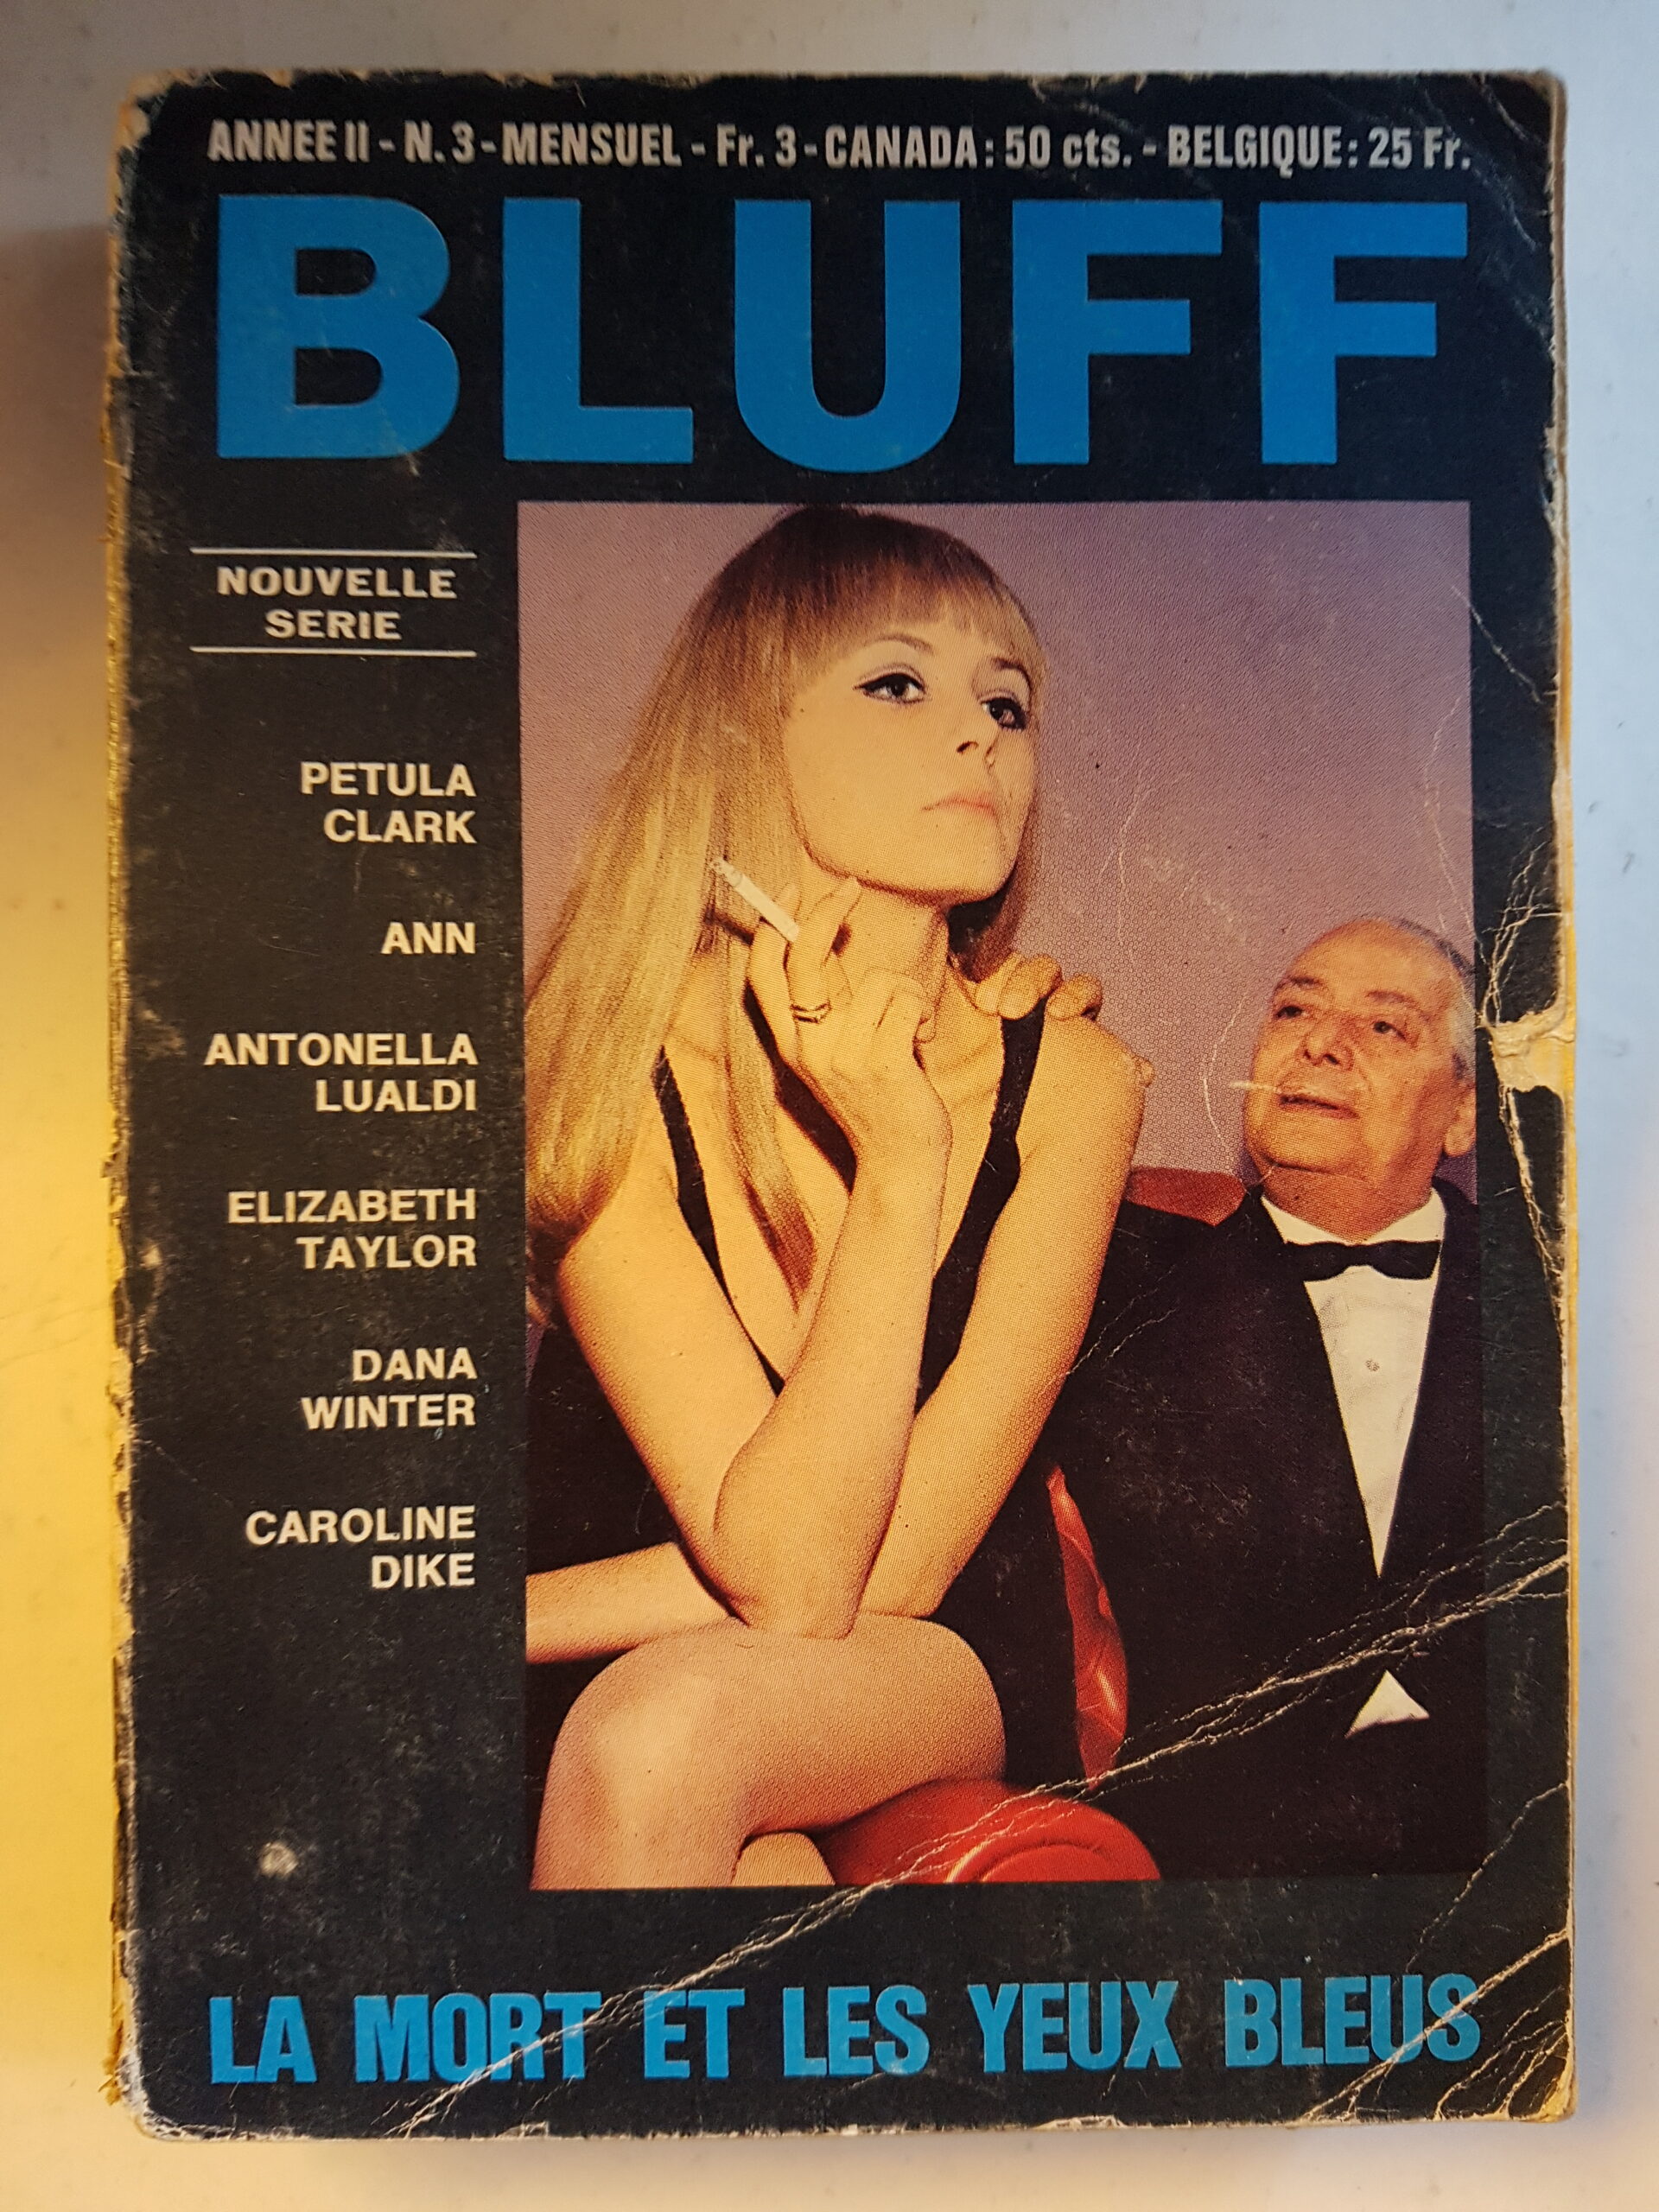 ANNEE II - N. 3 - MENSUEL - Fr. 3 - CANADA : 50 cts. - BELGIQUE : 25 Fr.
BLUFF
NOUVELLE
SERIE
PETULA
CLARK
ANN
ANTONELLA
LUALDI
ELIZABETH
TAYLOR
DANA
WINTER
CAROLINE
DIKE
LA MORT ET LES YEUX BLEUS